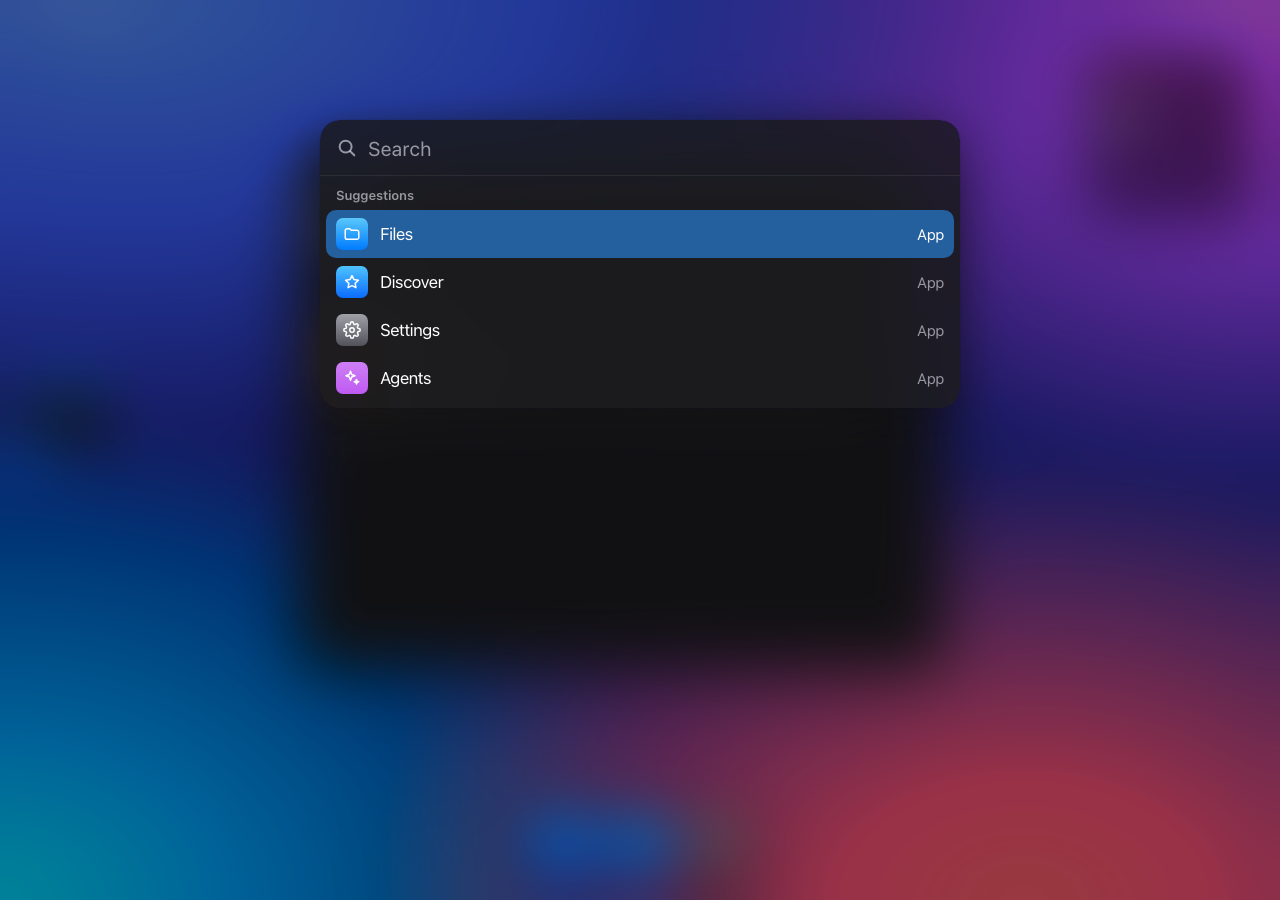 Search
Suggestions
Files App
Discover App
Settings App
Agents App